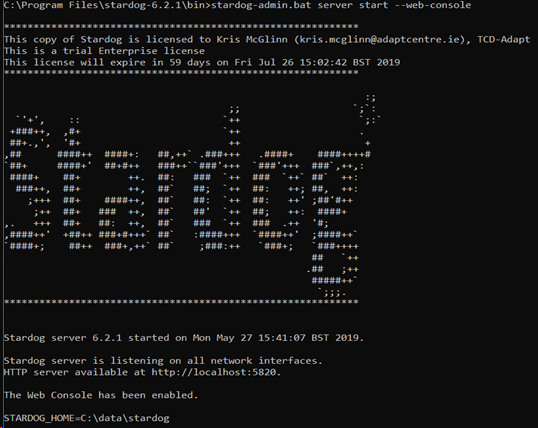 C:\Program Files\stardog-6.2.1\bin>stardog-admin.bat server start --web-console
************************************************************
This copy of Stardog is licensed to Kris McGlinn (kris.mcglinn@adaptcentre.ie), TCD-Adapt
This is a trial Enterprise license
This license will expire in 59 days on Fri Jul 26 15:02:42 BST 2019
************************************************************
Stardog
************************************************************
Stardog server 6.2.1 started on Mon May 27 15:41:07 BST 2019.
Stardog server is listening on all network interfaces.
HTTP server available at http://localhost:5820.
The Web Console has been enabled.
STARDOG_HOME=C:\data\stardog